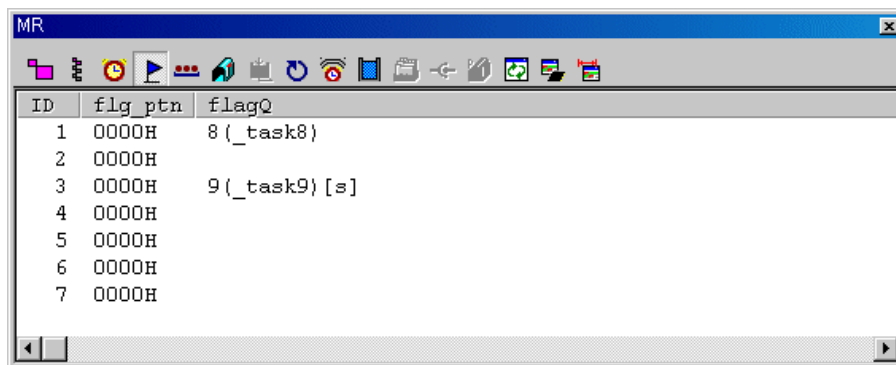 MR
ID flg_ptn flagQ
1 0000H 8(_task8)
2 0000H
3 0000H 9(_task9)[s]
4 0000H
5 0000H
6 0000H
7 0000H